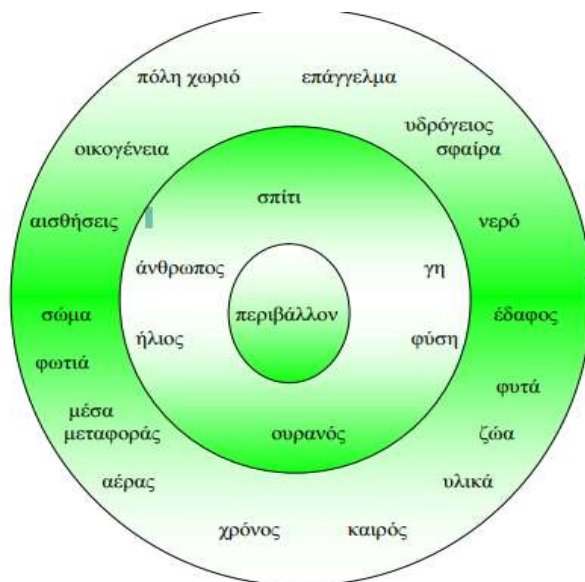 πόλη χωριό
επάγγελμα
υδρόγειος
σφαίρα
οικογένεια
σπίτι
αισθήσεις
νερό
άνθρωπος
γη
περιβάλλον
σώμα
έδαφος
ήλιος
φύση
φωτιά
φυτά
μέσα
μεταφοράς
ουρανός
ζώα
αέρας
υλικά
χρόνος
καιρός